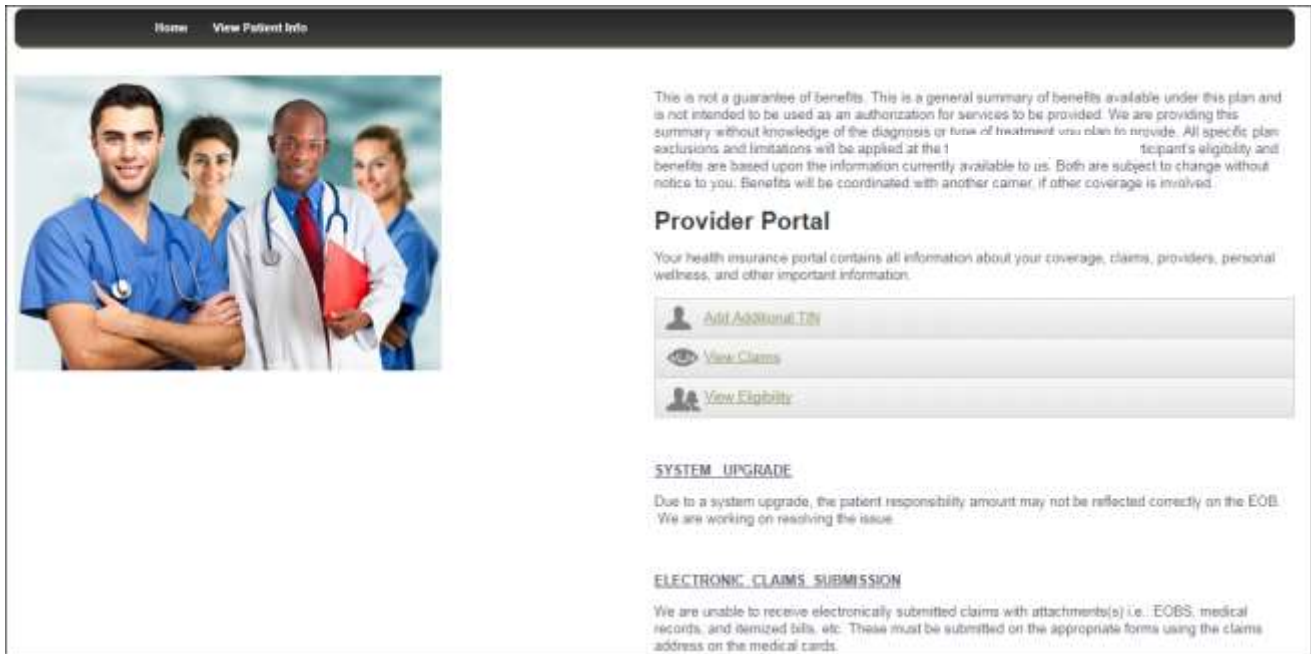 Home View Patient Info
This is not a guarantee of benefits. This is a general summary of benefits available under this plan and
is not intended to be used as an authorization for services to be provided. We are providing this
summary without knowledge of the diagnosis or type of treatment you plan to provide. All specific plan
exclusions and limitations will be applied at the eligibility and
benefits are based upon the information currently available to us. Both are subject to change without
notice to you. Benefits will be coordinated with another carrier, if other coverage is involved.
Provider Portal
Your health insurance portal contains all information about your coverage, claims, providers, personal
wellness, and other important information.
Add Additional TIN
View Claims
View Eligibility
SYSTEM UPGRADE
Due to a system upgrade, the patient responsibility amount may not be reflected correctly on the EOB.
We are working on resolving the issue.
ELECTRONIC CLAIMS SUBMISSION
We are unable to receive electronically submitted claims with attachments(s) i.e. EOBS, medical
records, and itemized bills, etc. These must be submitted on the appropriate forms using the claims
address on the medical cards.